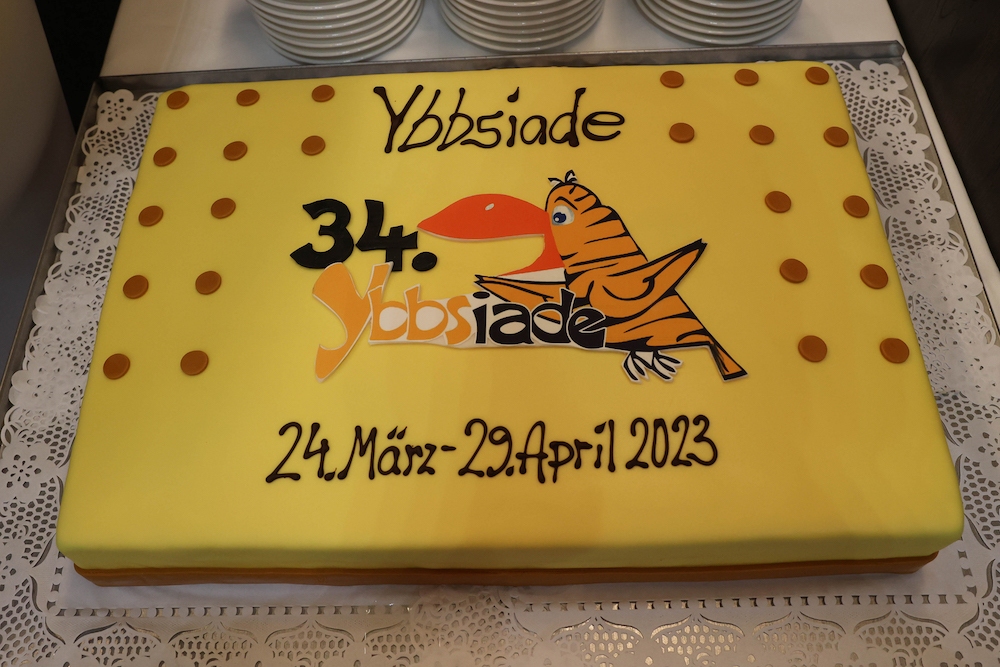 Ybbsiade
34.
Ybbsiade
24. März - 29. April 2023